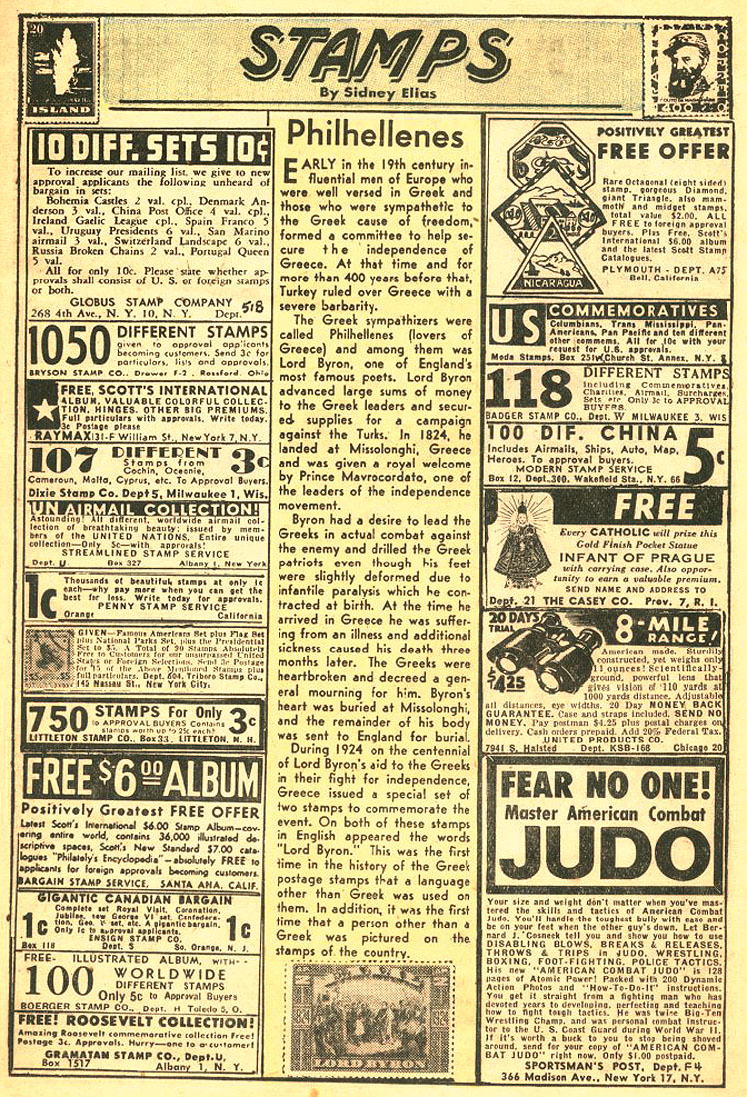 20
ISLAND
STAMPS
By Sidney Elias
400
10 DIFF. SETS 10¢
To increase our mailing list, we give to new
approval applicants the following unheard of
bargain in sets:
Bohemia Castles 2 val. cpl., Denmark An-
derson 3 val., China Post Office 4 val. cpl.,
Ireland Gaelic League cpl., Spain Franco 5
val., Uruguay Presidents 6 val., San Marino
airmail 3 val., Switzerland Landscape 6 val.,
Russia Broken Chains 2 val., Portugal Queen
5 val.
All for only 10c. Please state whether ap-
provals shall consist of U. S. or foreign stamps
or both.
GLOBUS STAMP COMPANY
268 4th Ave., N. Y. 10, N. Y. Dept. 518
1050 DIFFERENT STAMPS
given to approval applicants
becoming customers. Send 3c for
particulars, lists and approvals.
BRYSON STAMP CO., Drawer F-2, Rossford, Ohio
FREE, SCOTT'S INTERNATIONAL
ALBUM, VALUABLE COLORFUL COLLEC-
TION, HINGES, OTHER BIG PREMIUMS.
Full particulars with approvals. Write today.
3c Postage please
RAYMAX 131-F William St., New York 7, N.Y.
107 DIFFERENT 3¢
Stamps from
Cochin, Oceanie,
Cameroun, Malta, Cyprus, etc. To Approval Buyers.
Dixie Stamp Co. Dept 5, Milwaukee 1, Wis.
UN AIRMAIL COLLECTION!
Astounding! All different, worldwide airmail col-
lection of breathtaking beauty; issued by mem-
bers of the UNITED NATIONS. Entire unique
collection—Only 5c—with approvals!
STREAMLINED STAMP SERVICE
Dept. U Box 327 Albany 1, New York
1c Thousands of beautiful stamps at only 1c
each—why pay more when you can get the
best for less. Write today for approvals.
PENNY STAMP SERVICE
Orange California
GIVEN—Famous Americans Set plus Flag Set
plus National Parks Set, plus the Presidential
Set to $5. A Total of 90 Stamps Absolutely
Free to Customers for our unsurpassed United
States or Foreign Selections. Send 3c Postage
for 15 of the Above Mentioned Stamps plus
full particulars. Dept. 604, Triboro Stamp Co.,
145 Nassau St., New York City.
750 STAMPS For Only 3¢
to APPROVAL BUYERS Contains
stamps worth up to 25c each!
LITTLETON STAMP CO., Box 33, LITTLETON, N. H.
FREE $6.00 ALBUM
Positively Greatest FREE OFFER
Latest Scott's International $6.00 Stamp Album—cov-
ering entire world, contains 36,000 illustrated de-
scriptive spaces, Scott's New Standard $7.00 cata-
logues "Philately's Encyclopedia"—absolutely FREE to
applicants for foreign approvals becoming customers.
BARGAIN STAMP SERVICE, SANTA ANA, CALIF.
GIGANTIC CANADIAN BARGAIN
1c Complete set Royal Visit, Coronation, 1c
Jubilee, new George VI set, Confedera-
tion, Geo. V set, etc. A gigantic bargain.
Only 1c to approval applicants.
ENSIGN STAMP CO.
Box 118 Dept. S So. Orange, N. J.
FREE- ILLUSTRATED ALBUM, WITH--
100 WORLDWIDE
DIFFERENT STAMPS
Only 5c to Approval Buyers
BOERGER STAMP CO., Dept. H Toledo 5, O.
FREE! ROOSEVELT COLLECTION!
Amazing Roosevelt commemorative collection Free!
Postage 3c. Approvals. Hurry—one to a customer!
GRAMATAN STAMP CO., Dept. U
Box 1517 Albany 1, N. Y.
Philhellenes
EARLY in the 19th century in-
fluential men of Europe who
were well versed in Greek and
those who were sympathetic to
the Greek cause of freedom,
formed a committee to help se-
cure the independence of
Greece. At that time and for
more than 400 years before that,
Turkey ruled over Greece with a
severe barbarity.
The Greek sympathizers were
called Philhellenes (lovers of
Greece) and among them was
Lord Byron, one of England's
most famous poets. Lord Byron
advanced large sums of money
to the Greek leaders and secur-
ed supplies for a campaign
against the Turks. In 1824, he
landed at Missolonghi, Greece
and was given a royal welcome
by Prince Mavrocordato, one of
the leaders of the independence
movement.
Byron had a desire to lead the
Greeks in actual combat against
the enemy and drilled the Greek
patriots even though his feet
were slightly deformed due to
infantile paralysis which he con-
tracted at birth. At the time he
arrived in Greece he was suffer-
ing from an illness and additional
sickness caused his death three
months later. The Greeks were
heartbroken and decreed a gen-
eral mourning for him. Byron's
heart was buried at Missolonghi,
and the remainder of his body
was sent to England for burial.
During 1924 on the centennial
of Lord Byron's aid to the Greeks
in their fight for independence,
Greece issued a special set of
two stamps to commemorate the
event. On both of these stamps
in English appeared the words
"Lord Byron." This was the first
time in the history of the Greek
postage stamps that a language
other than Greek was used on
them. In addition, it was the first
time that a person other than a
Greek was pictured on the
stamps of the country.
LORD BYRON
NICARAGUA
POSITIVELY GREATEST
FREE OFFER
Rare Octagonal (eight sided)
stamp, gorgeous Diamond,
giant Triangle, also mam-
moth and midget stamps,
total value $2.00, ALL
FREE to foreign approval
buyers. Plus Free, Scott's
International $6.00 album
and the latest Scott Stamp
Catalogues.
PLYMOUTH - DEPT. A75
Bell, California
US COMMEMORATIVES
Columbians, Trans Mississippi, Pan-
Americans, Pan Pacific and ten different
other commems. All for 10c with your
request for U.S. approvals.
Moda Stamps, Box 251W Church St. Annex, N.Y. 8
118 DIFFERENT STAMPS
Including Commemoratives,
Charities, Airmail, Surcharges,
Sets or Only 3c to APPROVAL
BUYERS.
BADGER STAMP CO., Dept. W MILWAUKEE 3, WIS
100 DIF. CHINA 5¢
Includes Airmails, Ships, Auto, Map,
Heroes. To approval buyers.
MODERN STAMP SERVICE
Box 12, Dept. 300, Wakefield Sta., N.Y. 66
FREE
Every CATHOLIC will prize this
Gold Finish Pocket Statue
INFANT OF PRAGUE
with carrying case. Also oppor-
tunity to earn a valuable premium.
SEND NAME AND ADDRESS TO
Dept. 21 THE CASEY CO. Prov. 7, R. I.
20 DAYS TRIAL
$4.25
8-MILE
RANGE!
American made. Sturdily
constructed, yet weighs only
11 ounces! Scientifically-
ground, powerful lens that
gives vision of 110 yards at
1000 yards distance. Adjustable
all distances, eye widths. 20 Day MONEY BACK
GUARANTEE. Case and straps included. SEND NO
MONEY. Pay postman $4.25 plus postal charges on
delivery. Cash orders prepaid. Add 20% Federal Tax.
UNITED PRODUCTS CO.
7941 S. Halsted Dept. KSB-168 Chicago 20
FEAR NO ONE!
Master American Combat
JUDO
Your size and weight don't matter when you've mas-
tered the skills and tactics of American Combat
Judo. You'll handle the toughest bully with ease and
be on your feet when the other guy's down. Let Ber-
nard J. Cosneck tell you and show you how to use
DISABLING BLOWS, BREAKS & RELEASES,
THROWS & TRIPS in JUDO, WRESTLING,
BOXING, FOOT-FIGHTING, POLICE TACTICS.
His new "AMERICAN COMBAT JUDO" is 128
pages of Atomic Power! Packed with 200 Dynamic
Action Photos and "How-To-Do-It" instructions.
You get it straight from a fighting man who has
devoted years to developing, perfecting and teaching
how to fight tough tactics. He was twice Big-Ten
Wrestling Champ, and was personal combat instruc-
tor to the U. S. Coast Guard during World War II.
If it's worth a buck to you to stop being shoved
around, send for your copy of "AMERICAN COM-
BAT JUDO" right now. Only $1.00 postpaid.
SPORTSMAN'S POST, Dept. F4
366 Madison Ave., New York 17, N.Y.